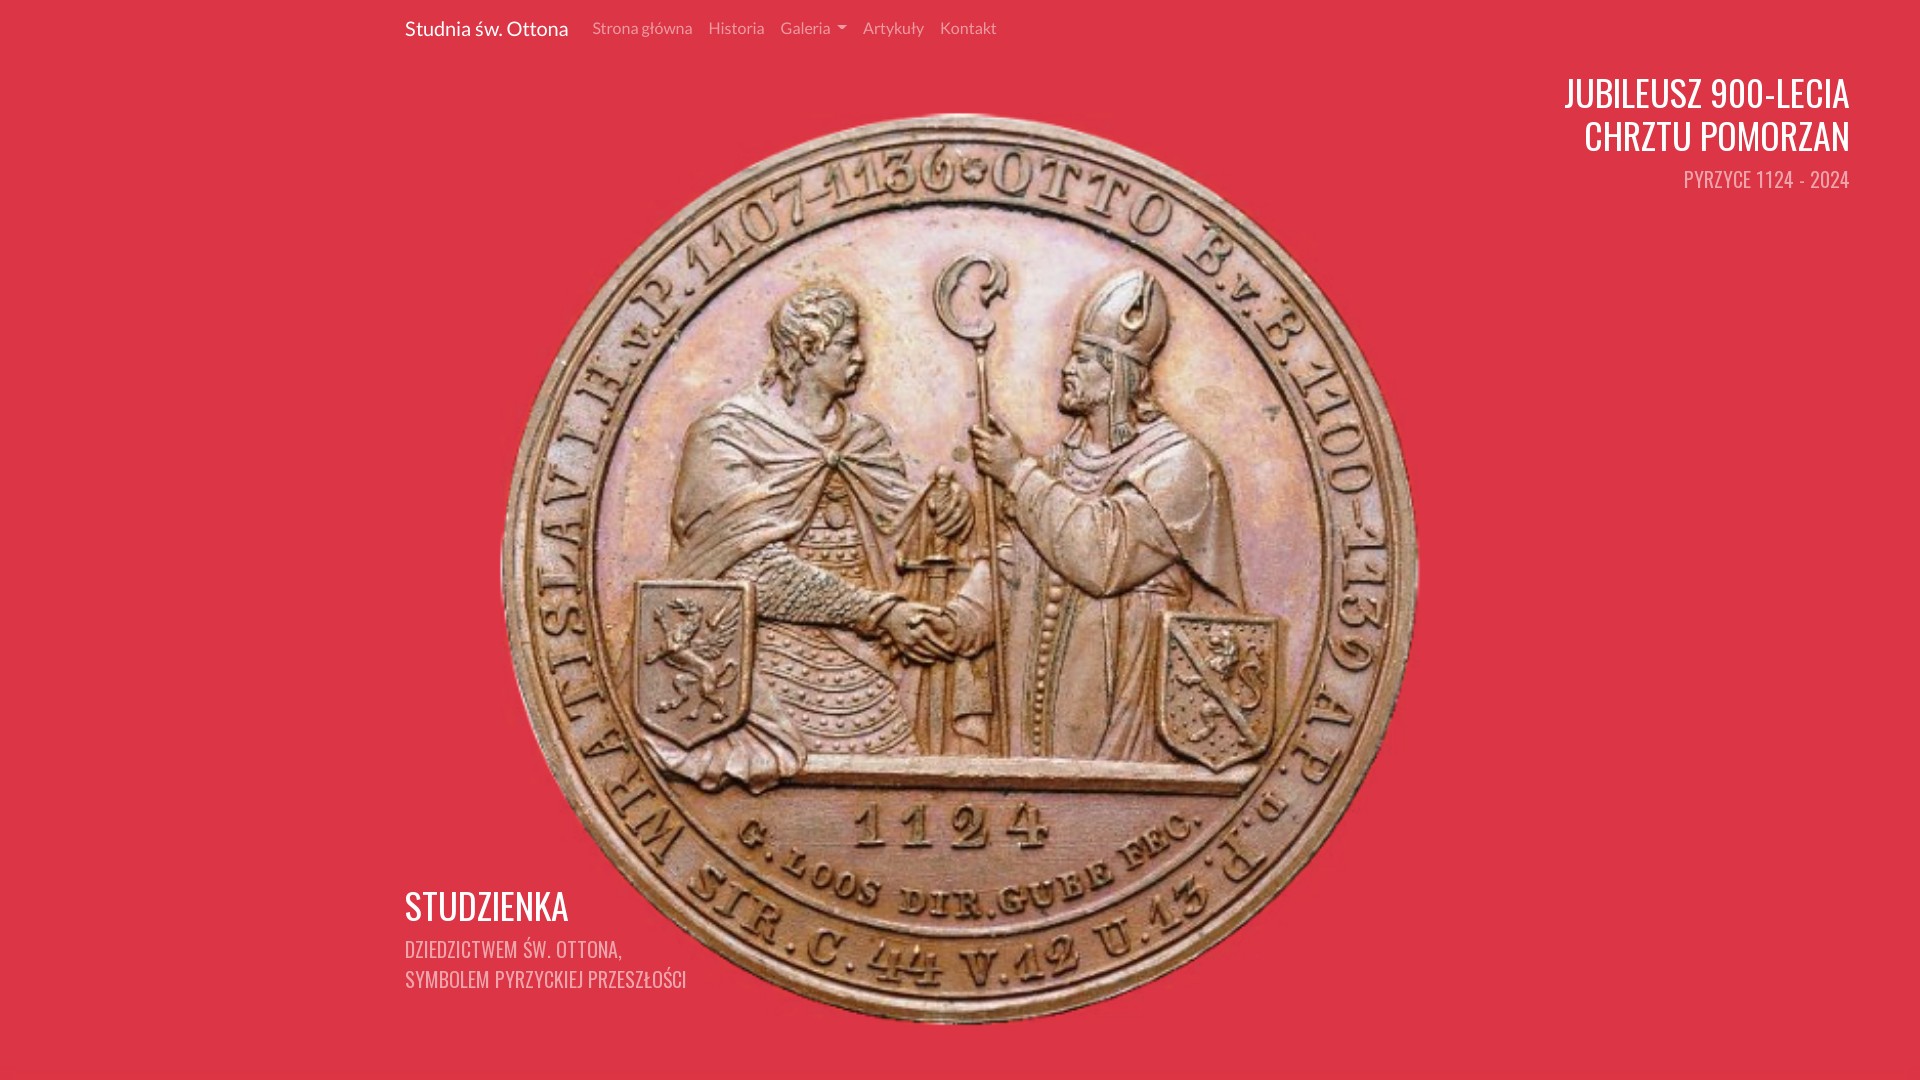 Studnia św. Ottona Strona główna Historia Galeria Artykuły Kontakt
JUBILEUSZ 900-LECIA
CHRZTU POMORZAN
PYRZYCE 1124 - 2024
WRATISLAV I.H.v.P.1107-1136
OTTO B.v.B.1100-1139 A.P.
SIR.C.44 V.12 U.13
1124
G. LOOS DIR.GUBE FEC.
STUDZIENKA
DZIEDZICTWEM ŚW. OTTONA,
SYMBOLEM PYRZYCKIEJ PRZESZŁOŚCI